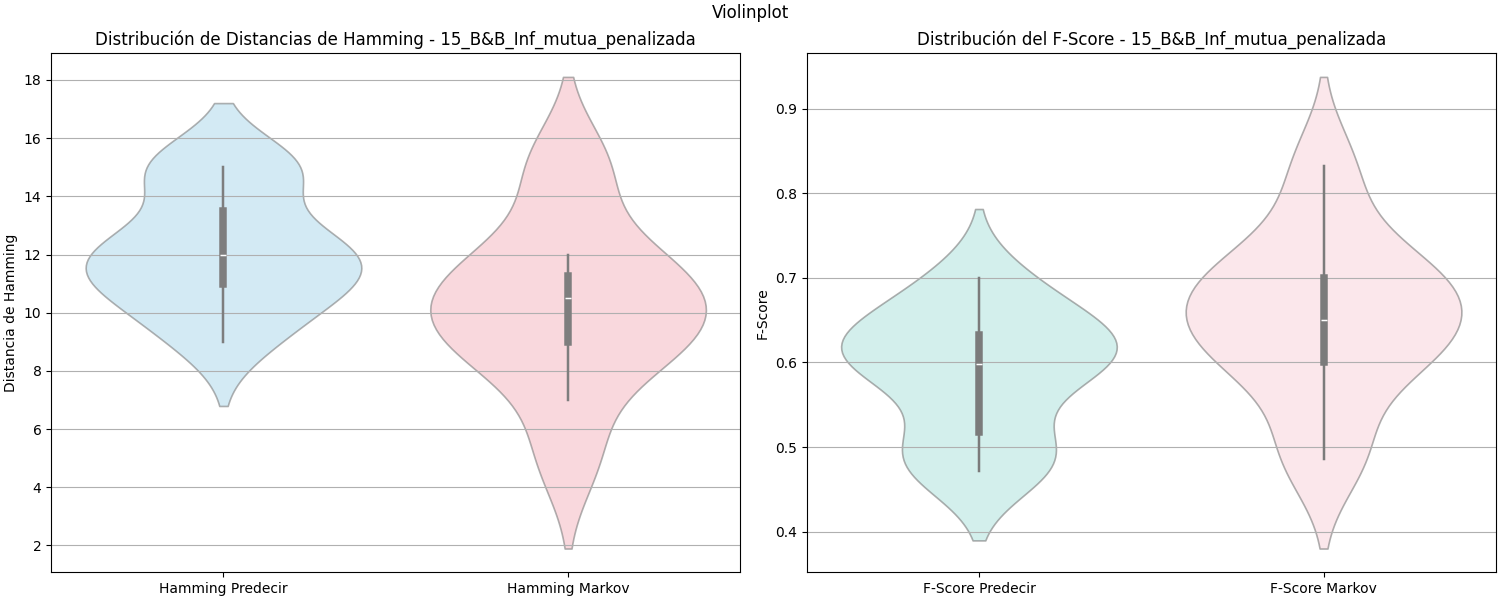 Violinplot
Distribución de Distancias de Hamming - 15_B&B_Inf_mutua_penalizada
Distancia de Hamming
18
16
14
12
10
8
6
4
2
Hamming Predecir
Hamming Markov
Distribución del F-Score - 15_B&B_Inf_mutua_penalizada
F-Score
0.9
0.8
0.7
0.6
0.5
0.4
F-Score Predecir
F-Score Markov